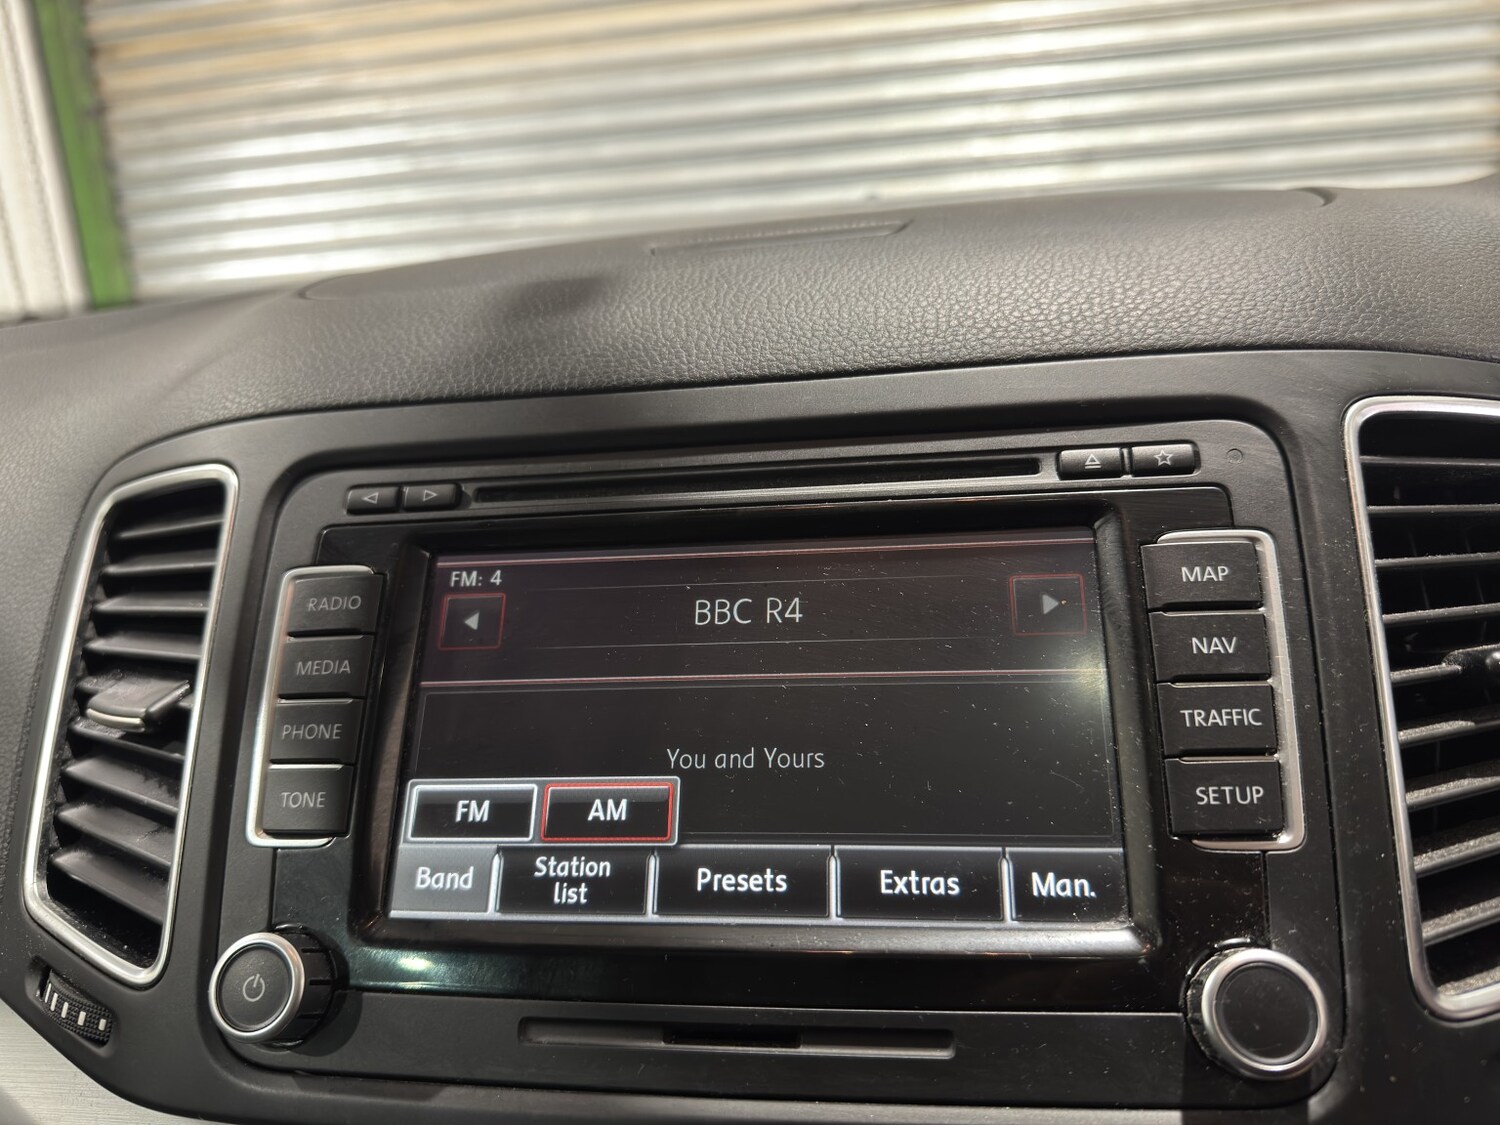 RADIO
MEDIA
PHONE
TONE
FM: 4
BBC R4
You and Yours
FM
AM
Band
Station
list
Presets
Extras
Man.
MAP
NAV
TRAFFIC
SETUP